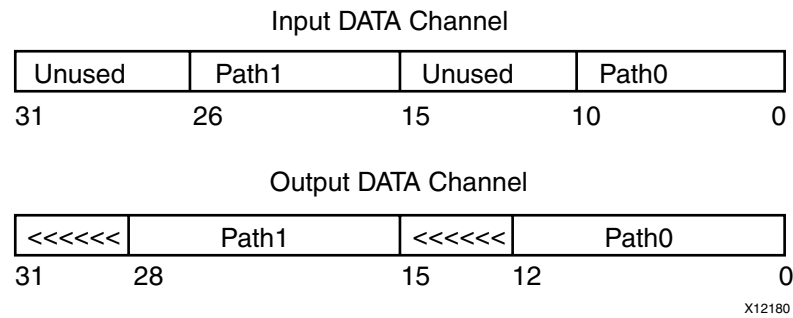 Input DATA Channel
Unused Path1 Unused Path0
31 26 15 10 0
Output DATA Channel
<<<<<< Path1 <<<<<< Path0
31 28 15 12 0
X12180